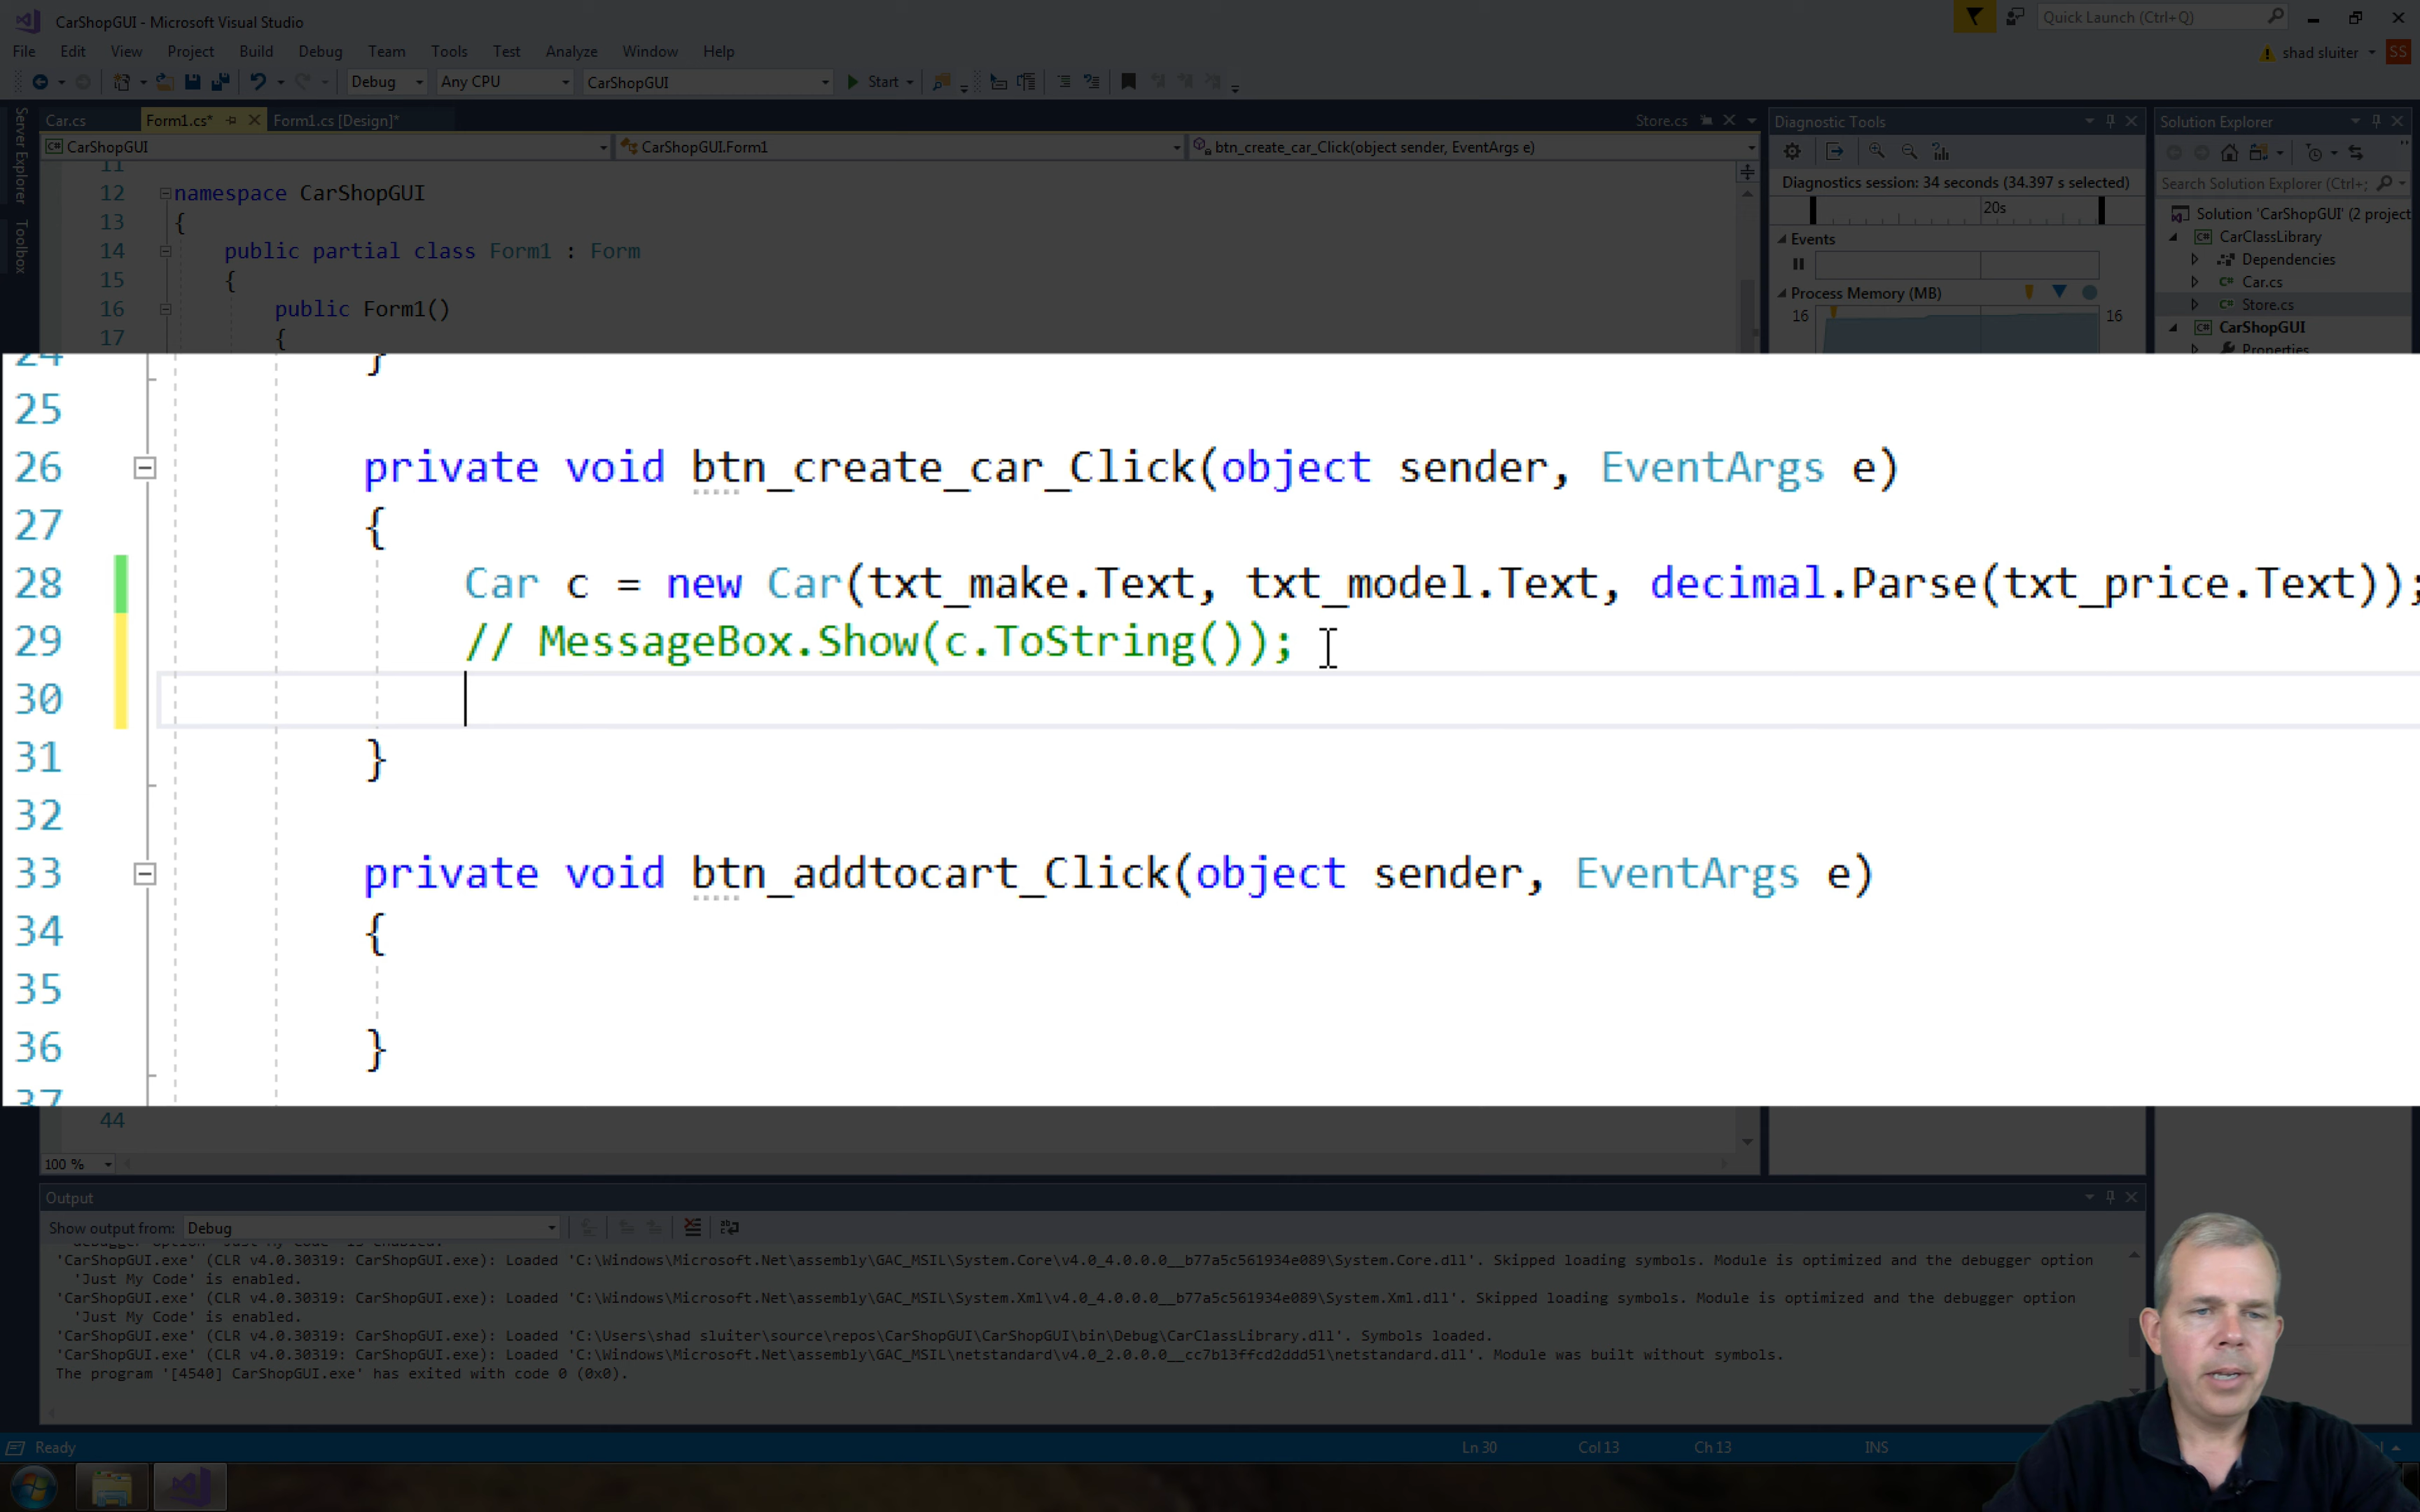 CarShopGUI - Microsoft Visual Studio
Quick Launch (Ctrl+Q)
File Edit View Project Build Debug Team Tools Test Analyze Window Help
shad sluiter SS
Debug Any CPU CarShopGUI Start
Server Explorer
Toolbox
Car.cs Form1.cs* Form1.cs [Design]* Store.cs
CarShopGUI CarShopGUI.Form1 btn_create_car_Click(object sender, EventArgs e)
11
12 namespace CarShopGUI
13 {
14 public partial class Form1 : Form
15 {
16 public Form1()
17 {
Diagnostic Tools
Diagnostics session: 34 seconds (34.397 s selected)
20s
Events
Process Memory (MB)
16 16
Solution Explorer
Search Solution Explorer (Ctrl+;
Solution 'CarShopGUI' (2 project
C# CarClassLibrary
Dependencies
C# Car.cs
C# Store.cs
C# CarShopGUI
Properties
24 }
25
26 private void btn_create_car_Click(object sender, EventArgs e)
27 {
28 Car c = new Car(txt_make.Text, txt_model.Text, decimal.Parse(txt_price.Text));
29 // MessageBox.Show(c.ToString());
30
31 }
32
33 private void btn_addtocart_Click(object sender, EventArgs e)
34 {
35
36 }
37
44
100 %
Output
Show output from: Debug
debugger option 'Just My Code' is enabled.
'CarShopGUI.exe' (CLR v4.0.30319: CarShopGUI.exe): Loaded 'C:\Windows\Microsoft.Net\assembly\GAC_MSIL\System.Core\v4.0_4.0.0.0__b77a5c561934e089\System.Core.dll'. Skipped loading symbols. Module is optimized and the debugger option
'Just My Code' is enabled.
'CarShopGUI.exe' (CLR v4.0.30319: CarShopGUI.exe): Loaded 'C:\Windows\Microsoft.Net\assembly\GAC_MSIL\System.Xml\v4.0_4.0.0.0__b77a5c561934e089\System.Xml.dll'. Skipped loading symbols. Module is optimized and the debugger option
'Just My Code' is enabled.
'CarShopGUI.exe' (CLR v4.0.30319: CarShopGUI.exe): Loaded 'C:\Users\shad sluiter\source\repos\CarShopGUI\CarShopGUI\bin\Debug\CarClassLibrary.dll'. Symbols loaded.
'CarShopGUI.exe' (CLR v4.0.30319: CarShopGUI.exe): Loaded 'C:\Windows\Microsoft.Net\assembly\GAC_MSIL\netstandard\v4.0_2.0.0.0__cc7b13ffcd2ddd51\netstandard.dll'. Module was built without symbols.
The program '[4540] CarShopGUI.exe' has exited with code 0 (0x0).
Ready Ln 30 Col 13 Ch 13 INS